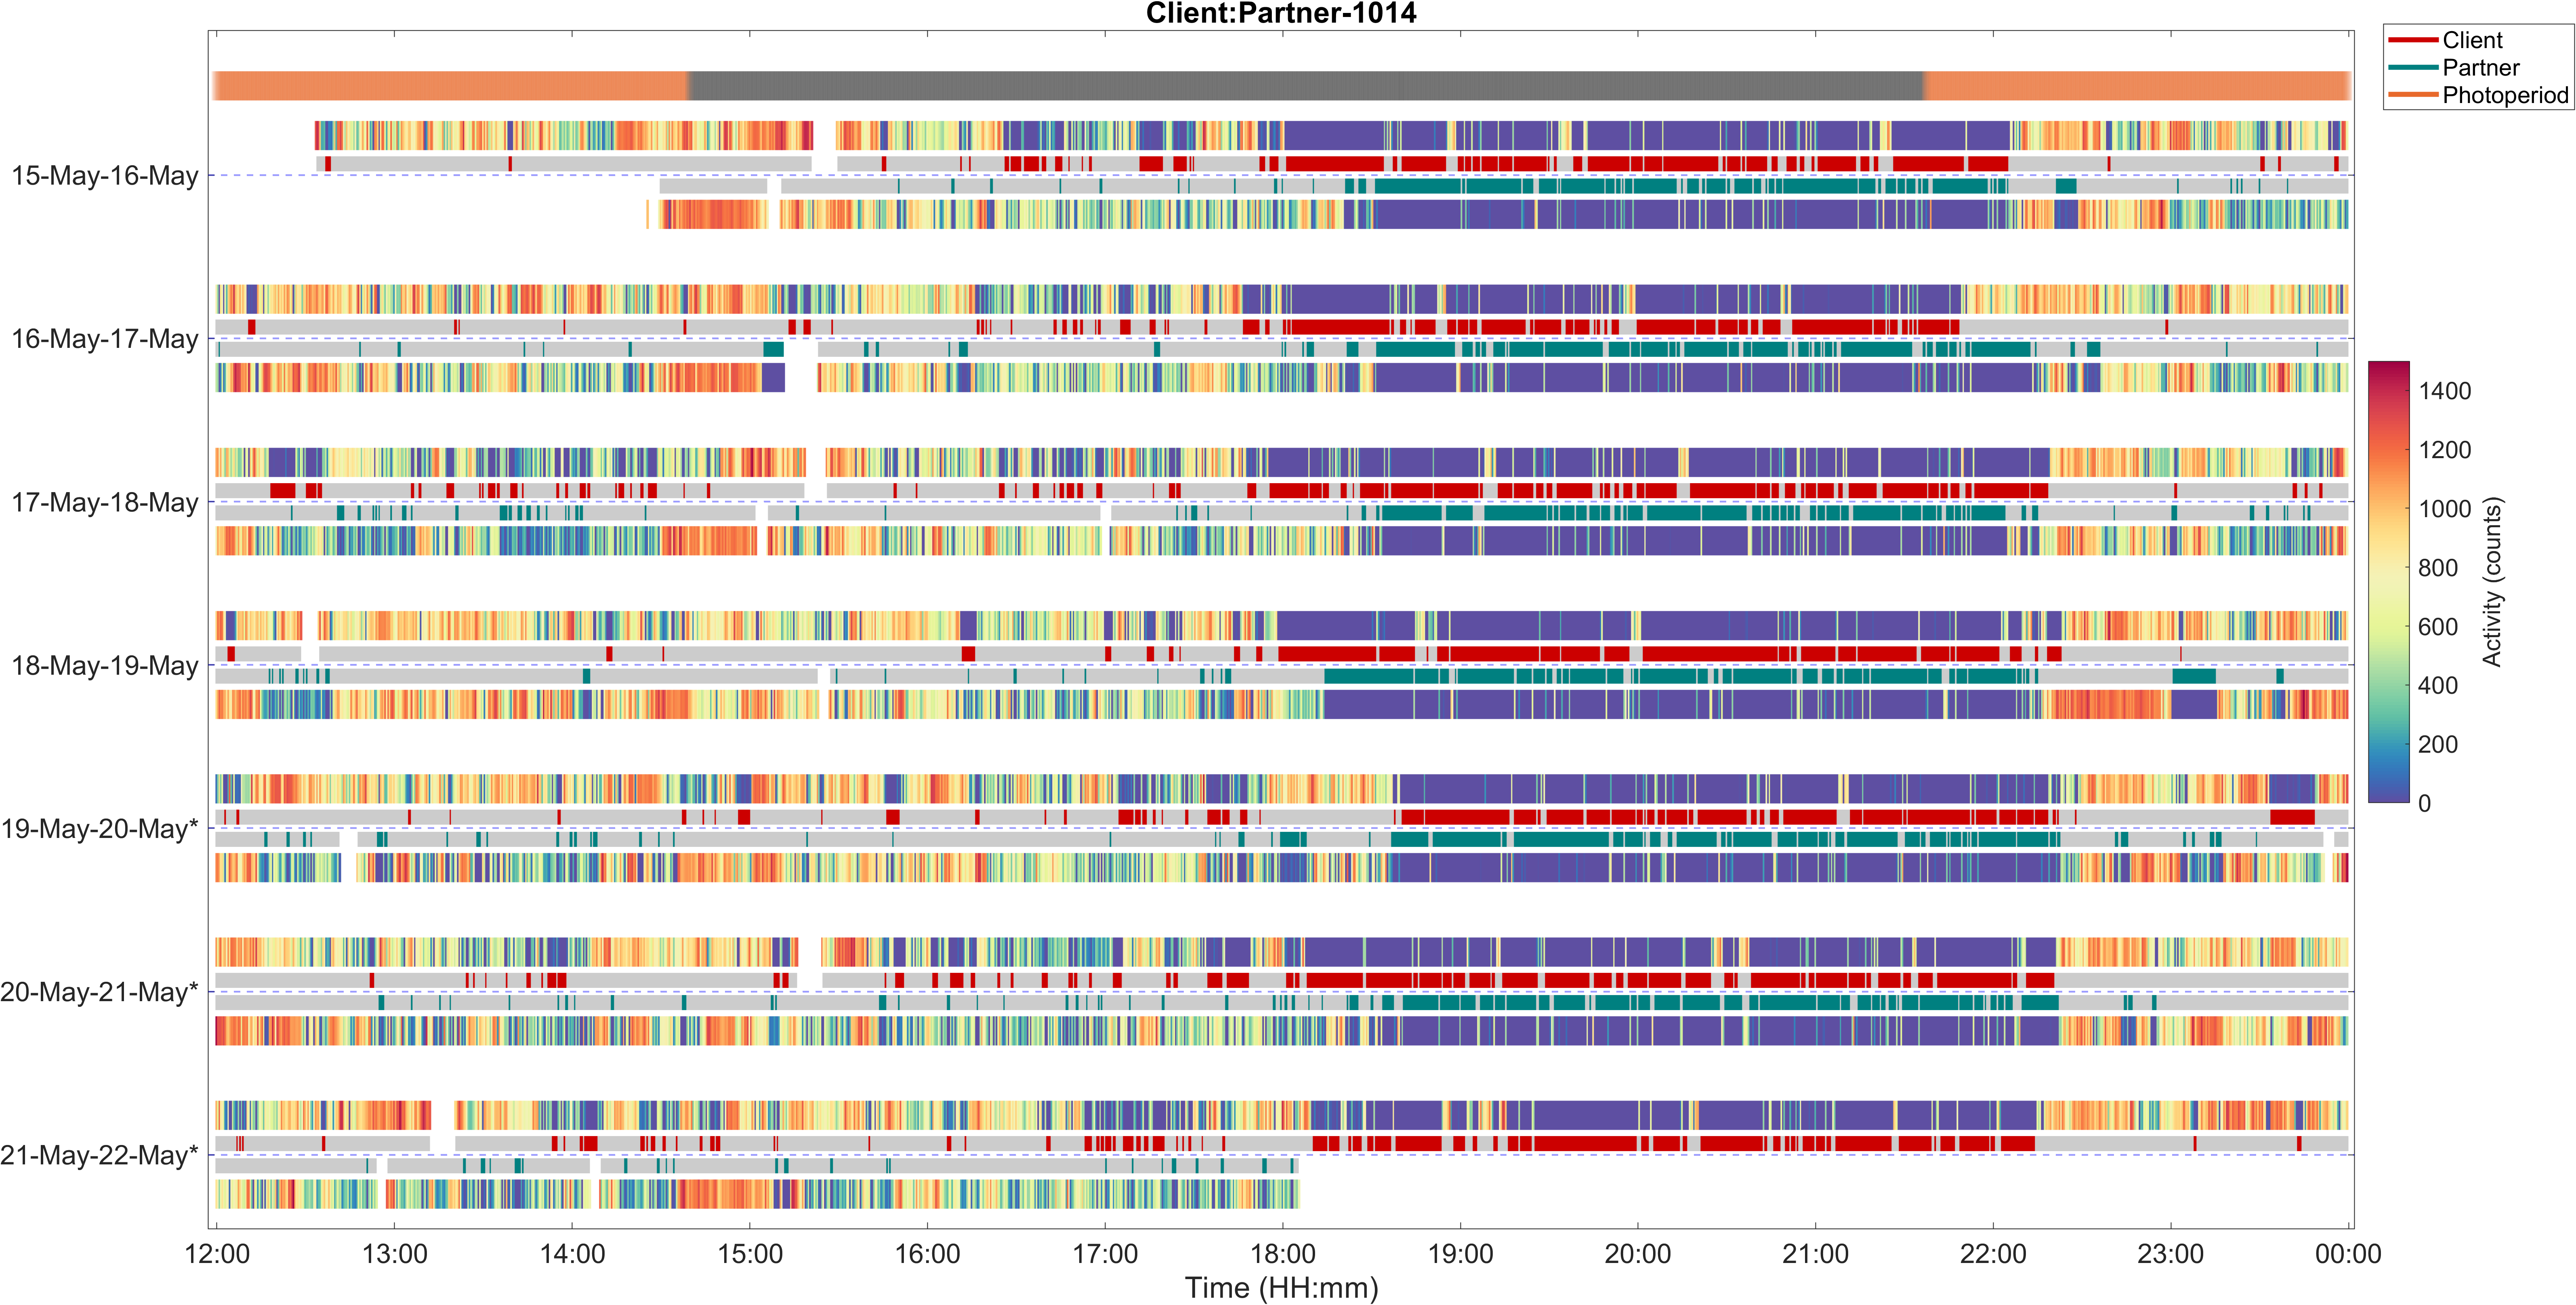 Client:Partner-1014
Client
Partner
Photoperiod
15-May-16-May
16-May-17-May
17-May-18-May
18-May-19-May
19-May-20-May*
20-May-21-May*
21-May-22-May*
1400
1200
1000
800
600
400
200
0
Activity (counts)
12:00 13:00 14:00 15:00 16:00 17:00 18:00 19:00 20:00 21:00 22:00 23:00 00:00
Time (HH:mm)